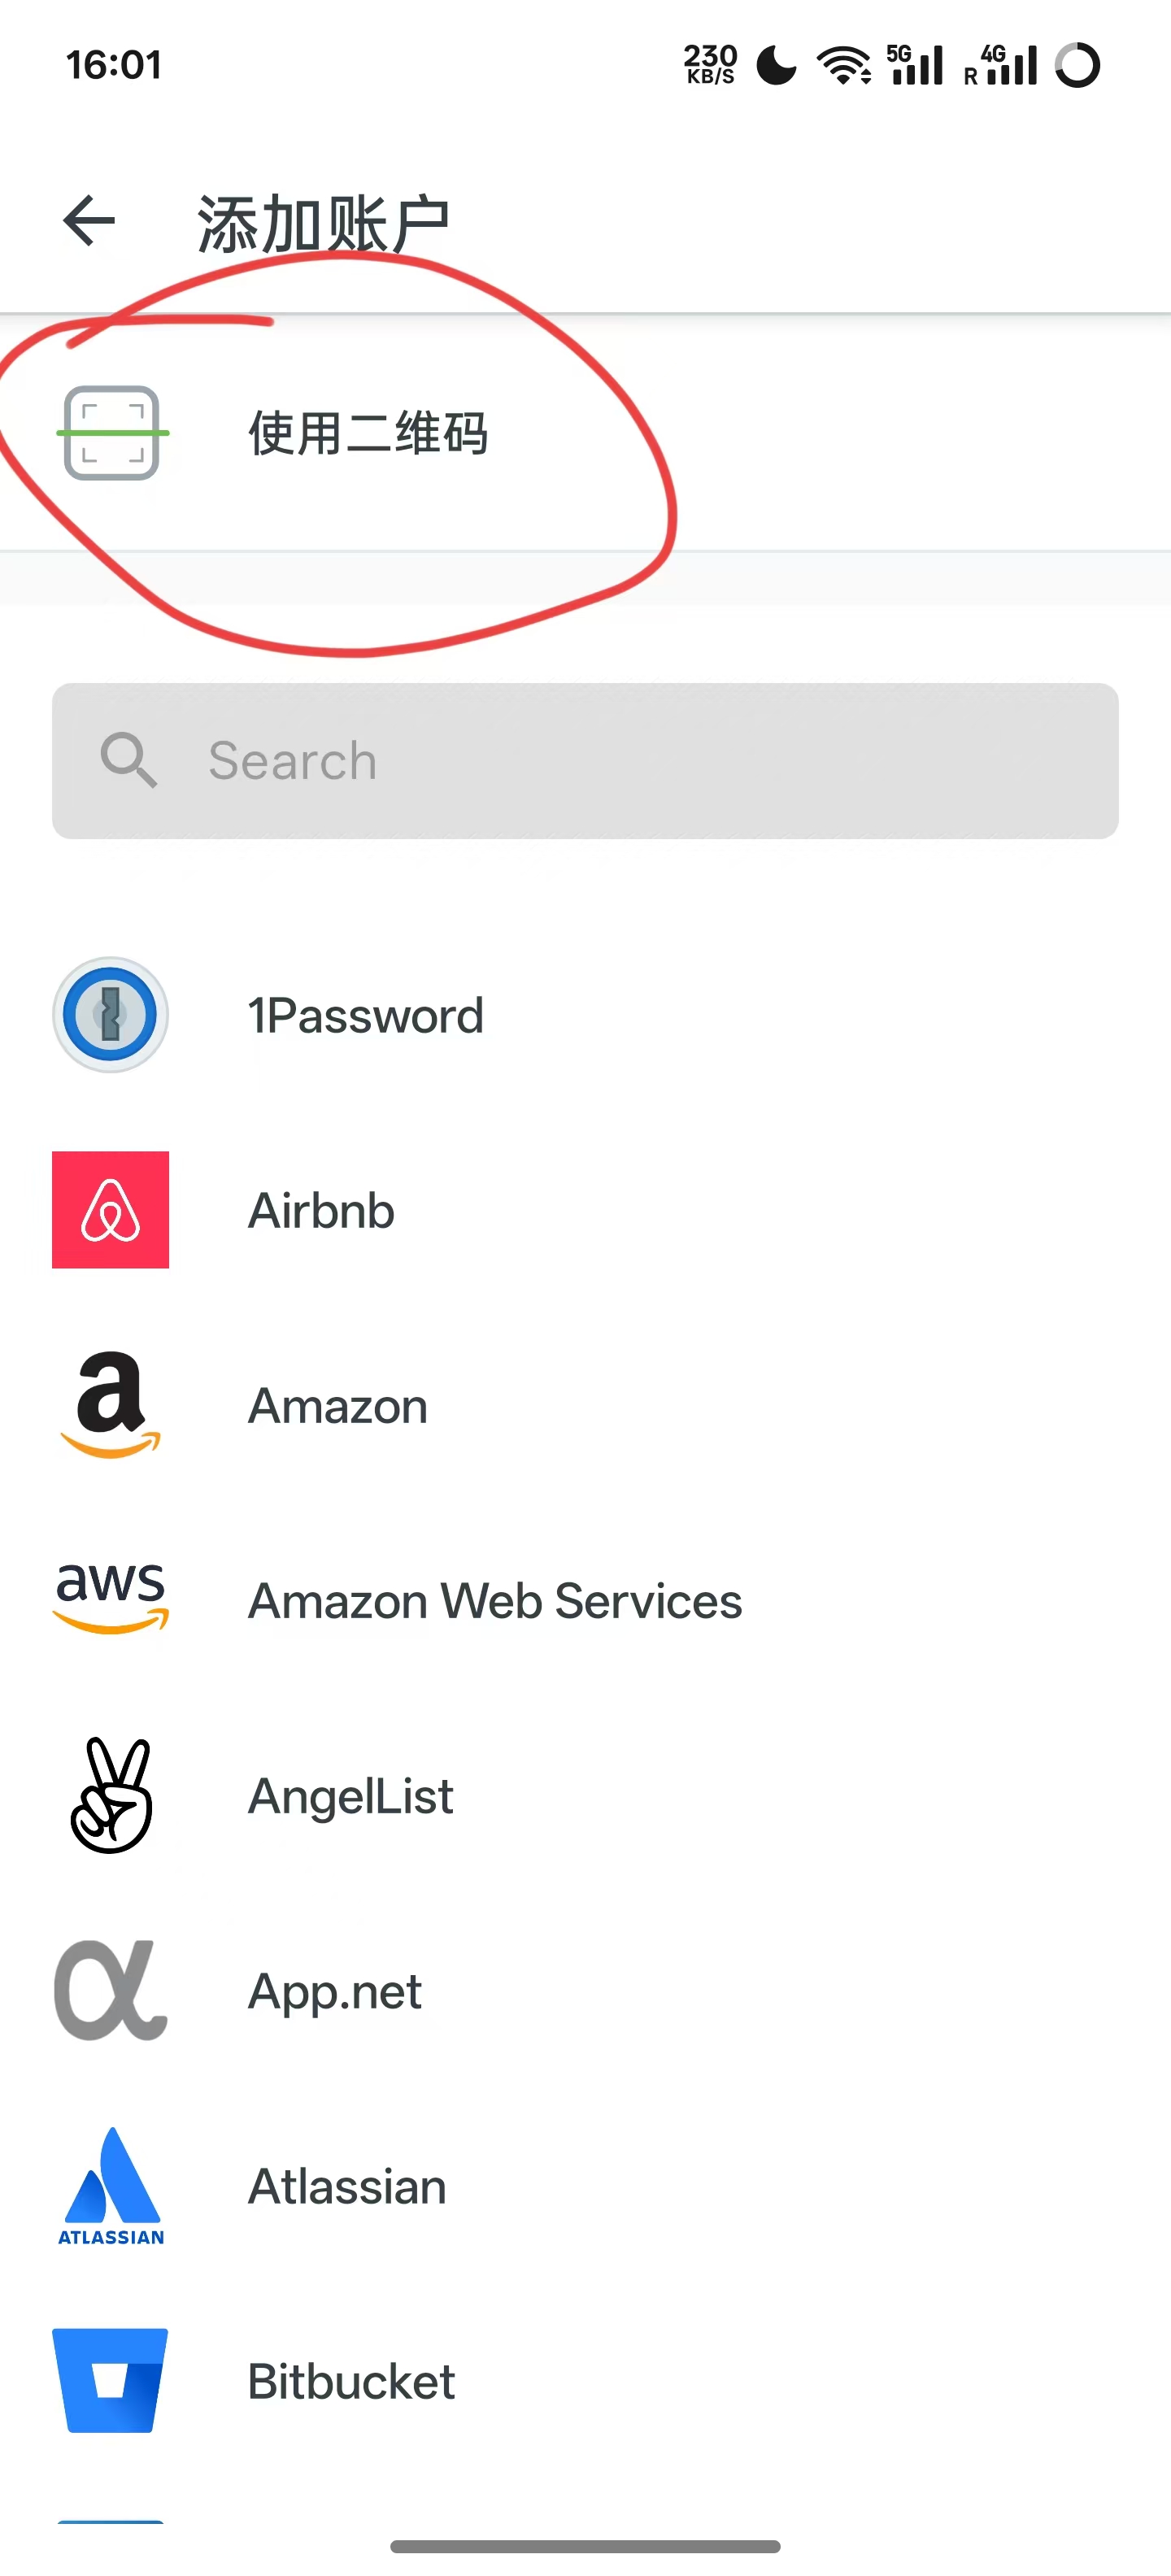 16:01
230 KB/S 5G R 4G
添加账户
使用二维码
Search
1Password
Airbnb
a Amazon
aws Amazon Web Services
AngelList
App.net
Atlassian
ATLASSIAN
Bitbucket